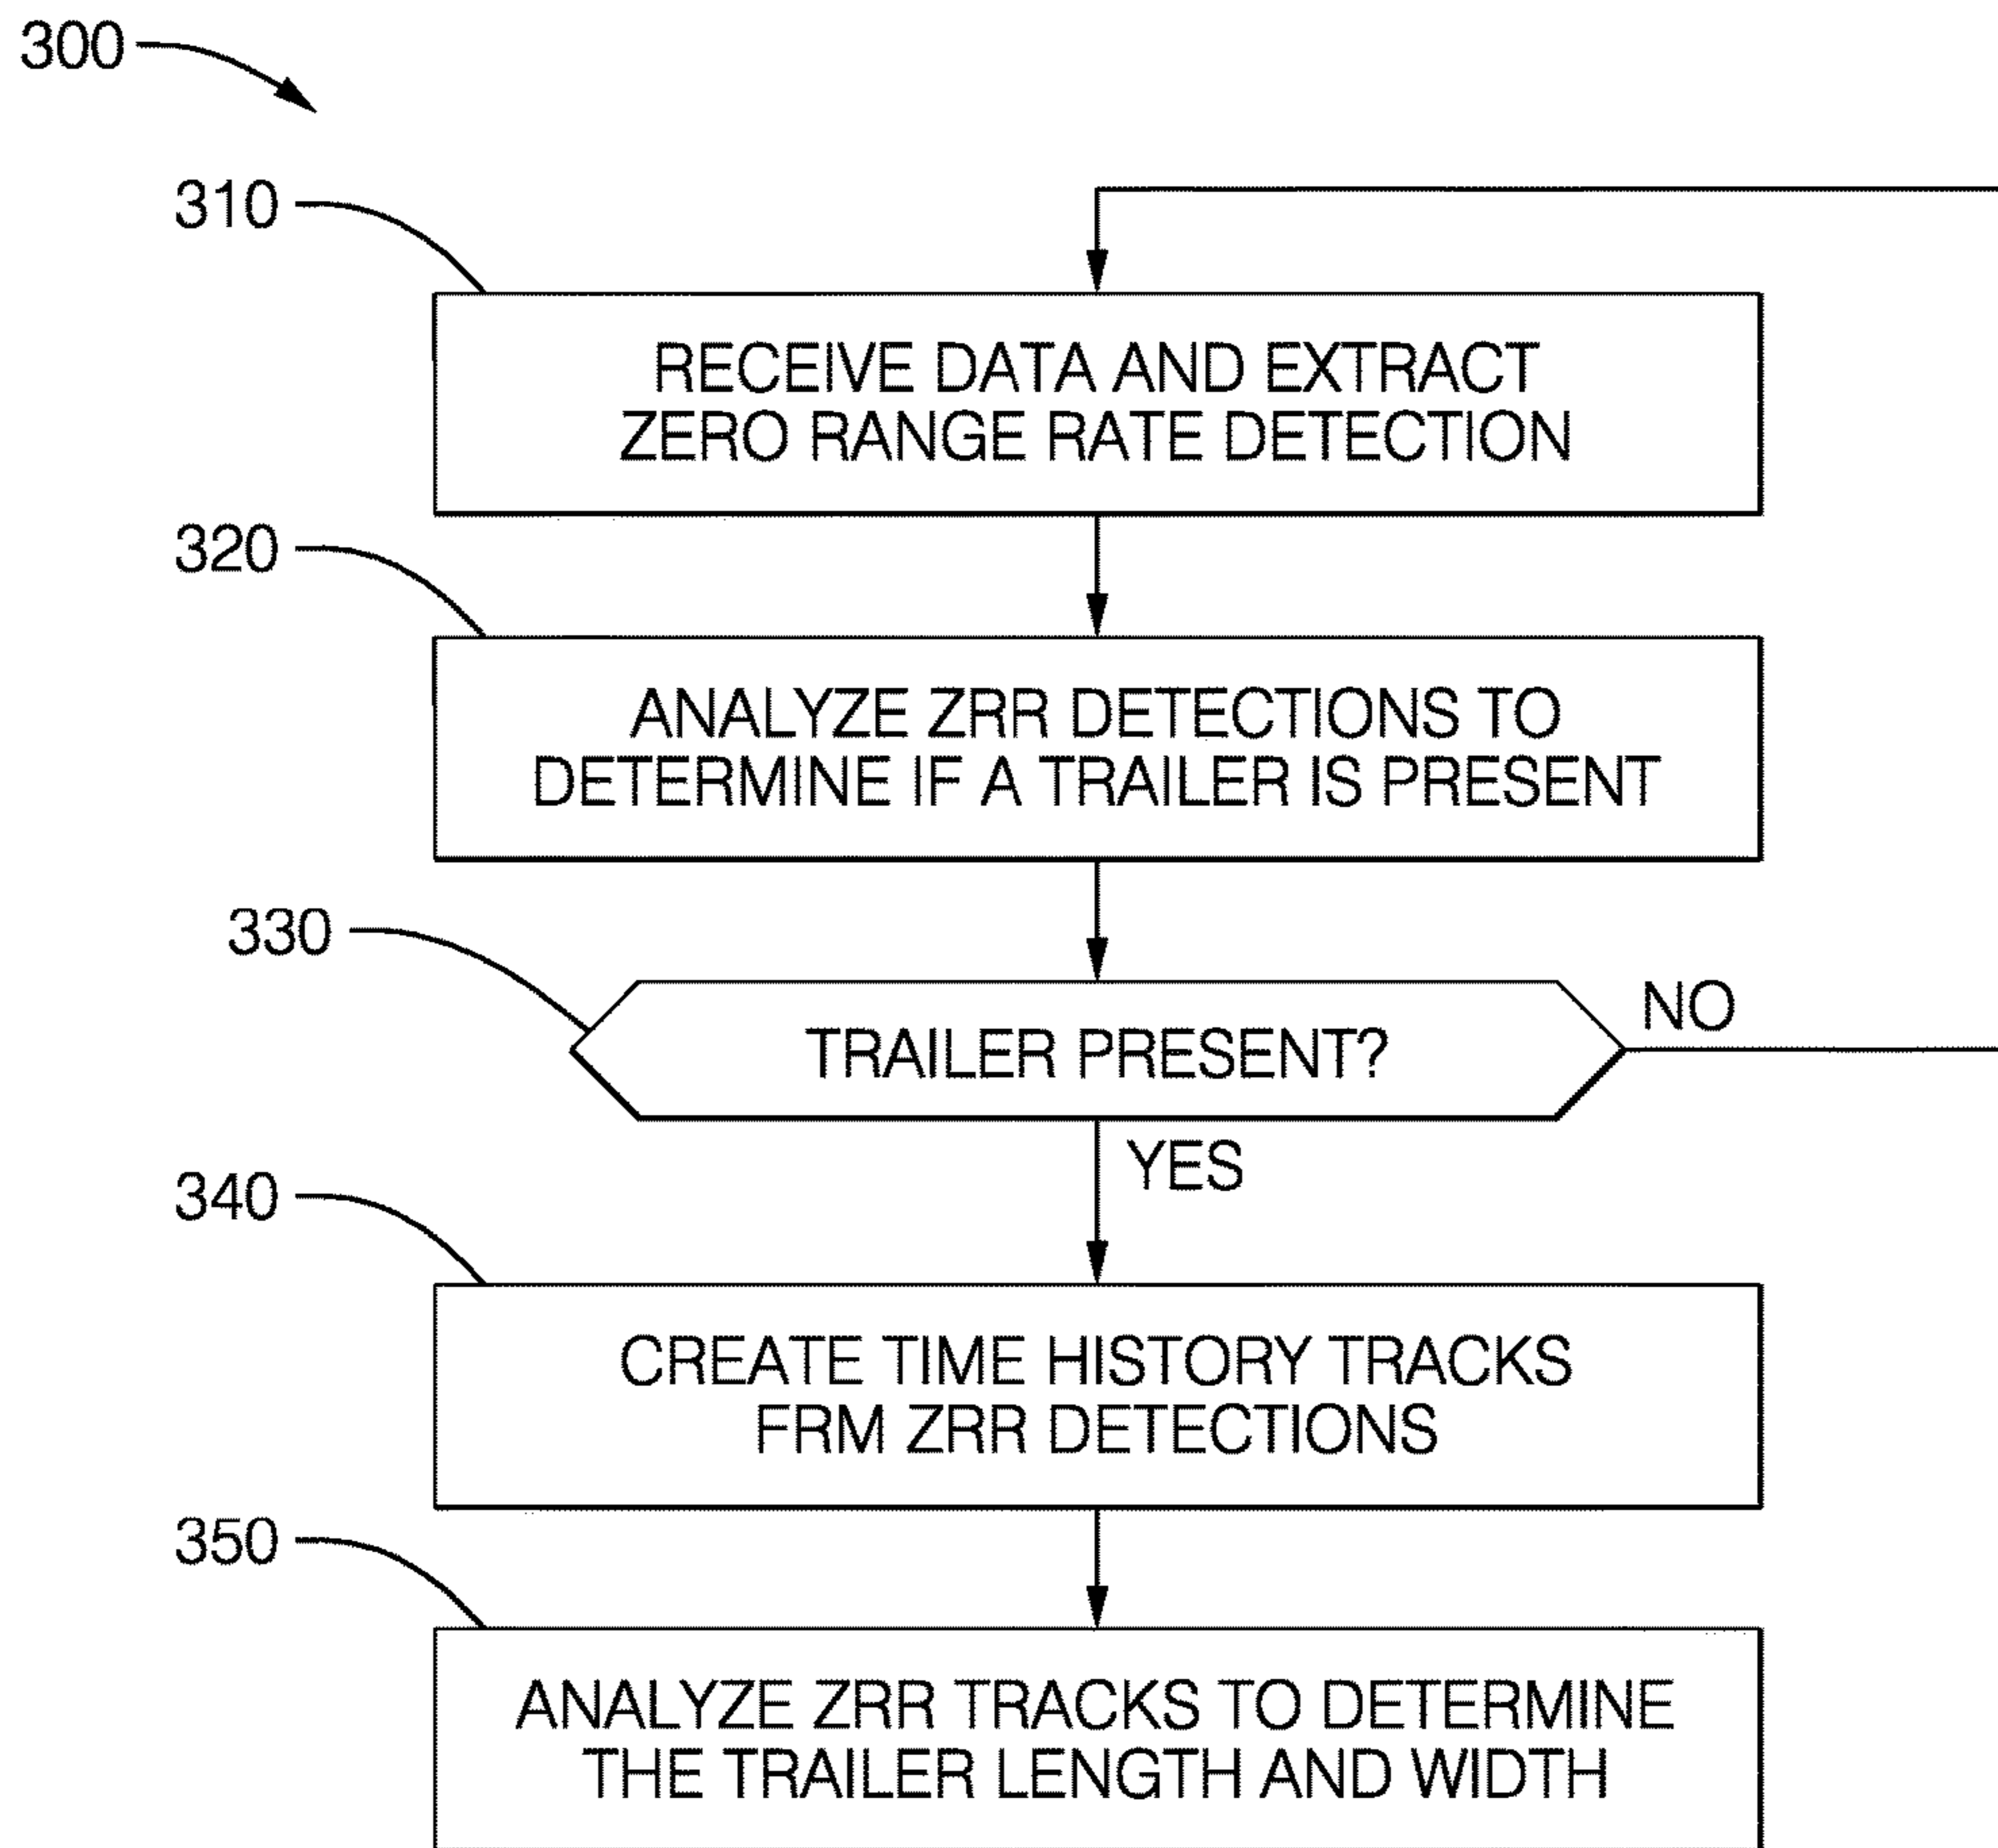 300
310
RECEIVE DATA AND EXTRACT
ZERO RANGE RATE DETECTION
320
ANALYZE ZRR DETECTIONS TO
DETERMINE IF A TRAILER IS PRESENT
330
TRAILER PRESENT?
NO
YES
340
CREATE TIME HISTORY TRACKS
FRM ZRR DETECTIONS
350
ANALYZE ZRR TRACKS TO DETERMINE
THE TRAILER LENGTH AND WIDTH